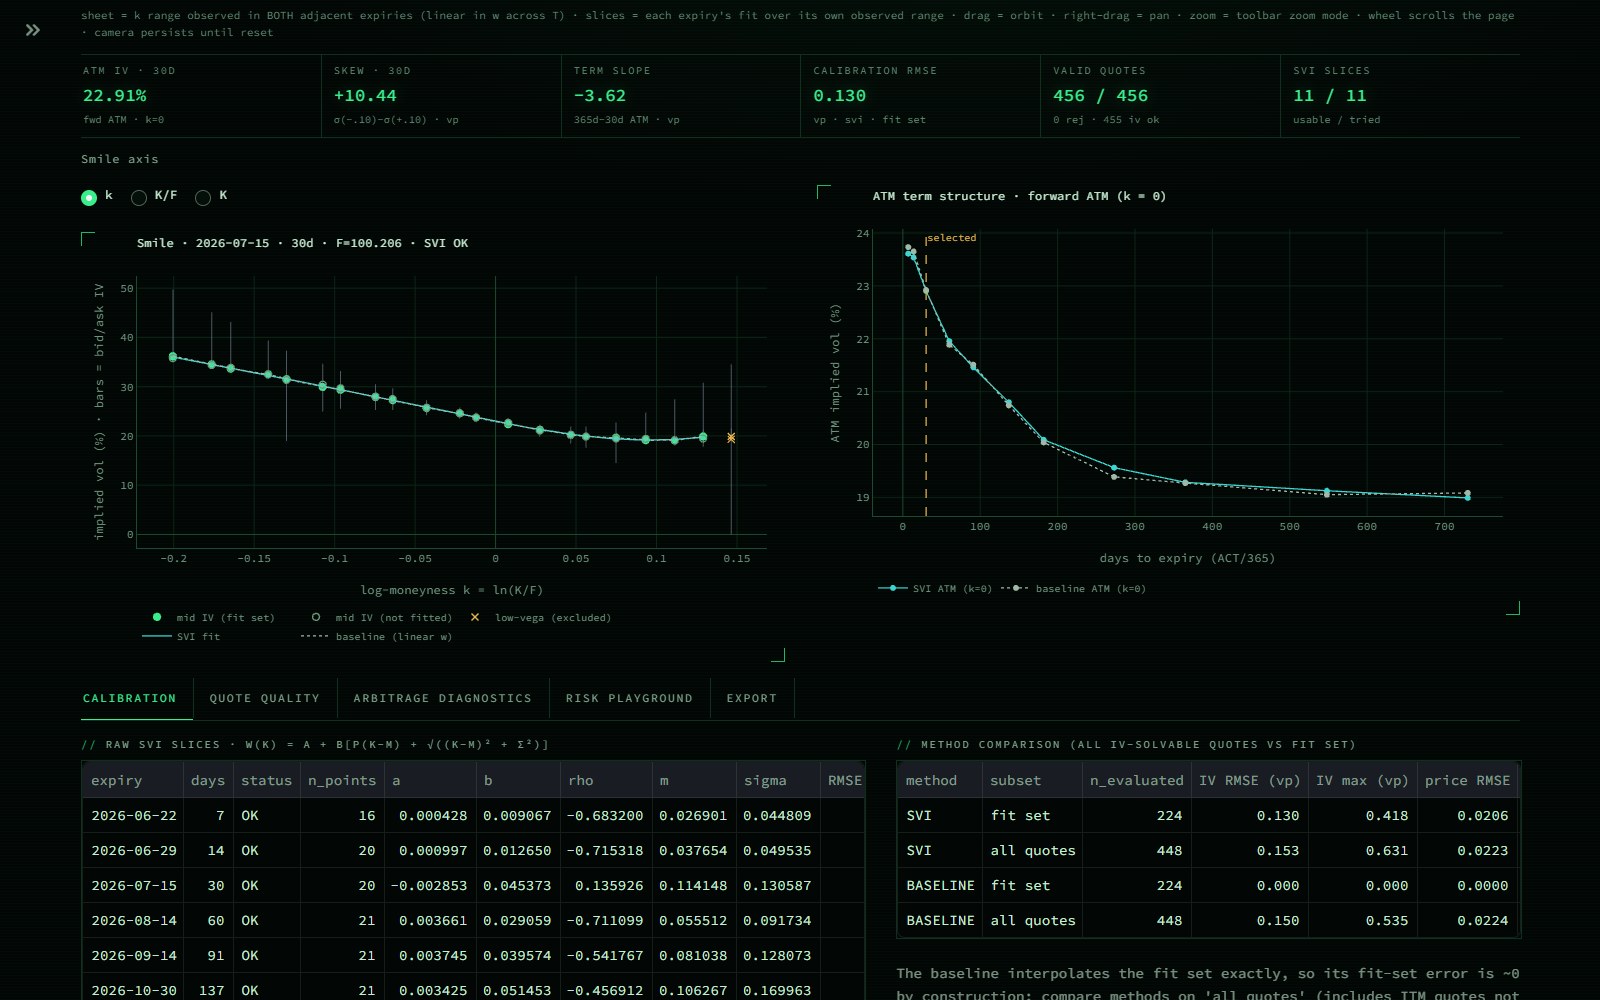 sheet = k range observed in BOTH adjacent expiries (linear in w across T) · slices = each expiry's fit over its own observed range · drag = orbit · right-drag = pan · zoom = toolbar zoom mode · wheel scrolls the page
· camera persists until reset
ATM IV · 30D
22.91%
fwd ATM · k=0
SKEW · 30D
+10.44
σ(−.10)−σ(+.10) · vp
TERM SLOPE
−3.62
365d−30d ATM · vp
CALIBRATION RMSE
0.130
vp · svi · fit set
VALID QUOTES
456 / 456
0 rej · 455 iv ok
SVI SLICES
11 / 11
usable / tried
Smile axis
k K/F K
Smile · 2026-07-15 · 30d · F=100.206 · SVI OK
implied vol (%) · bars = bid/ask IV
50
40
30
20
10
0
−0.2 −0.15 −0.1 −0.05 0 0.05 0.1 0.15
log-moneyness k = ln(K/F)
mid IV (fit set) mid IV (not fitted) low-vega (excluded)
SVI fit baseline (linear w)
ATM term structure · forward ATM (k = 0)
selected
ATM implied vol (%)
24
23
22
21
20
19
0 100 200 300 400 500 600 700
days to expiry (ACT/365)
SVI ATM (k=0) baseline ATM (k=0)
CALIBRATION QUOTE QUALITY ARBITRAGE DIAGNOSTICS RISK PLAYGROUND EXPORT
// RAW SVI SLICES · W(K) = A + B[Ρ(K−M) + √((K−M)² + Σ²)]
expiry days status n_points a b rho m sigma RMSE
2026-06-22 7 OK 16 0.000428 0.009067 −0.683200 0.026901 0.044809
2026-06-29 14 OK 20 0.000997 0.012650 −0.715318 0.037654 0.049535
2026-07-15 30 OK 20 −0.002853 0.045373 0.135926 0.114148 0.130587
2026-08-14 60 OK 21 0.003661 0.029059 −0.711099 0.055512 0.091734
2026-09-14 91 OK 21 0.003745 0.039574 −0.541767 0.081038 0.128073
2026-10-30 137 OK 21 0.003425 0.051453 −0.456912 0.106267 0.169963
// METHOD COMPARISON (ALL IV-SOLVABLE QUOTES VS FIT SET)
method subset n_evaluated IV RMSE (vp) IV max (vp) price RMSE
SVI fit set 224 0.130 0.418 0.0206
SVI all quotes 448 0.153 0.631 0.0223
BASELINE fit set 224 0.000 0.000 0.0000
BASELINE all quotes 448 0.150 0.535 0.0224
The baseline interpolates the fit set exactly, so its fit-set error is ~0
by construction; compare methods on 'all quotes' (includes ITM quotes not